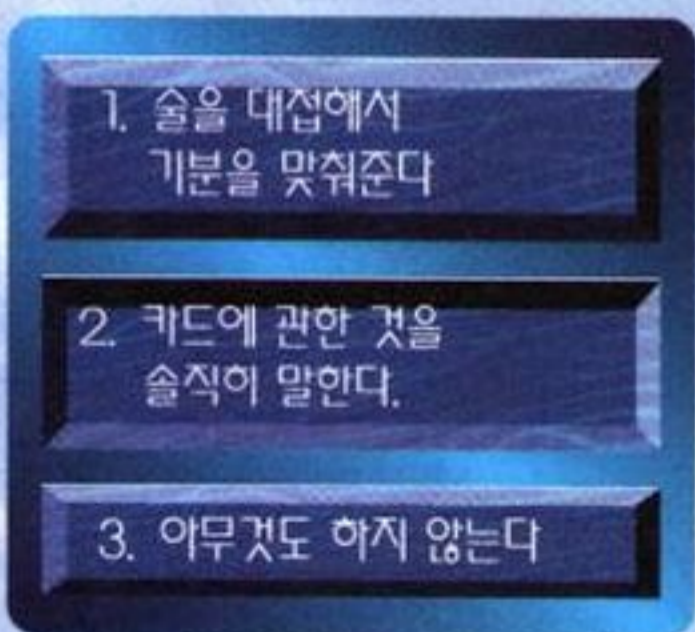 1. 술을 대접해서
기분을 맞춰준다
2. 카드에 관한 것을
솔직히 말한다.
3. 아무것도 하지 않는다